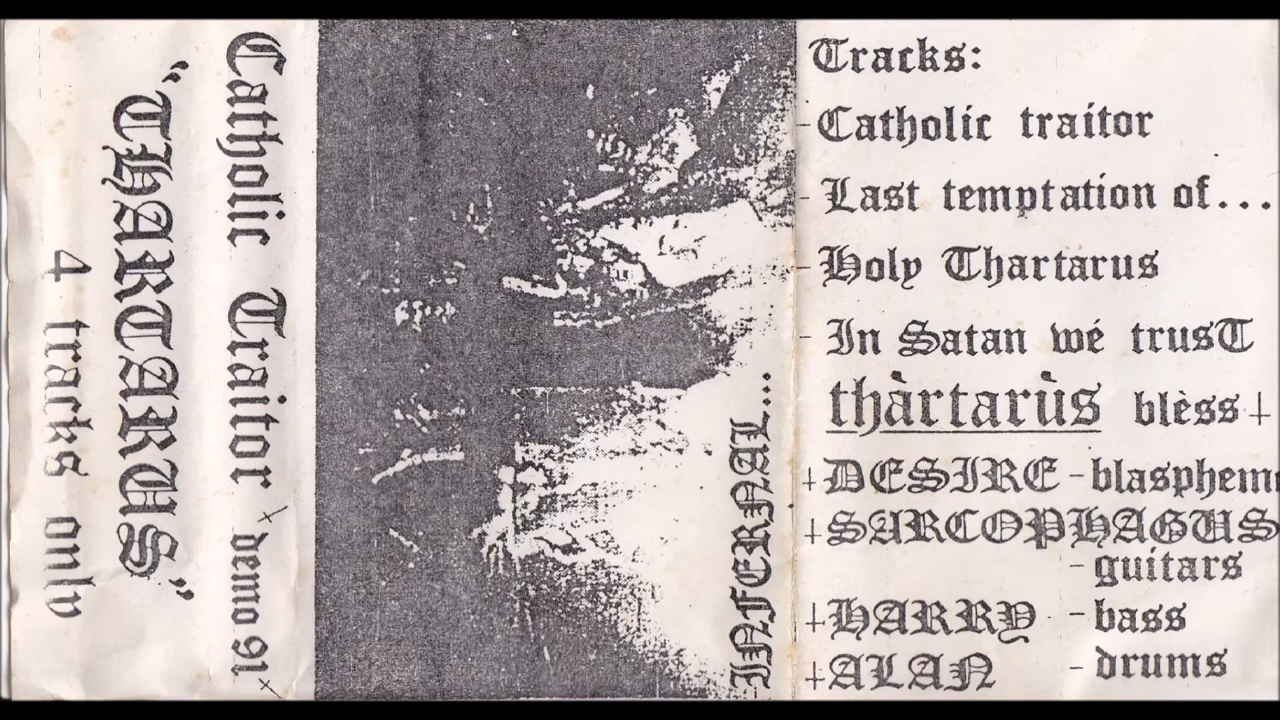 4 tracks only
"THARTARUS"
Catholic Traitor x demo 91 x
INFERNAL...
Tracks:
-Catholic traitor
- Last temptation of...
- Holy Thartarus
- In Satan wé trusT
thàrtarùs blèss †
†DESIRE - blasphem
†SARCOPHAGUS
- guitars
†HARRY - bass
†ALAN - drums